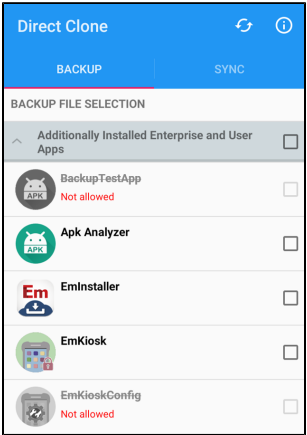 Direct Clone
BACKUP
SYNC
BACKUP FILE SELECTION
Additionally Installed Enterprise and User
Apps
APK
BackupTestApp
Not allowed
APK
Apk Analyzer
Em
EmInstaller
EmKiosk
EmKioskConfig
Not allowed